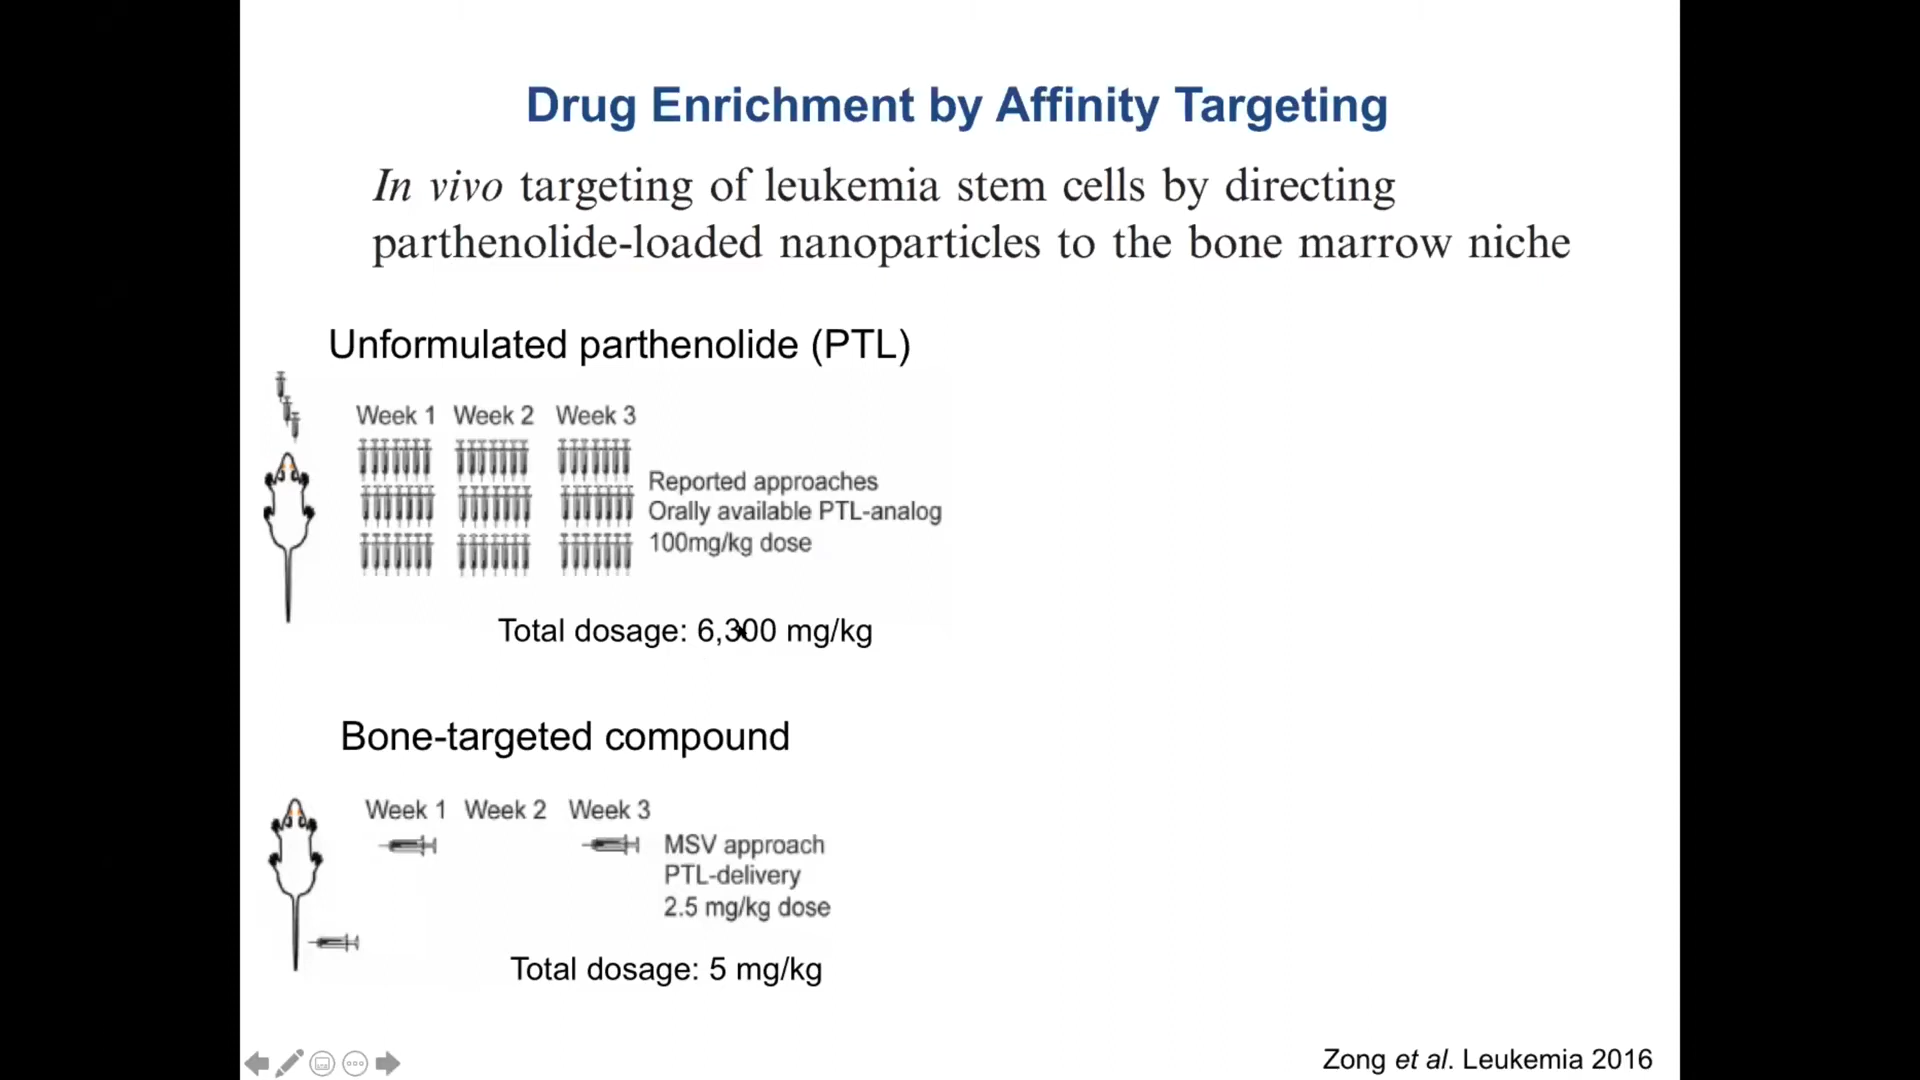 Drug Enrichment by Affinity Targeting
In vivo targeting of leukemia stem cells by directing
parthenolide-loaded nanoparticles to the bone marrow niche
Unformulated parthenolide (PTL)
Week 1 Week 2 Week 3
Reported approaches
Orally available PTL-analog
100mg/kg dose
Total dosage: 6,300 mg/kg
Bone-targeted compound
Week 1 Week 2 Week 3
MSV approach
PTL-delivery
2.5 mg/kg dose
Total dosage: 5 mg/kg
Zong et al. Leukemia 2016